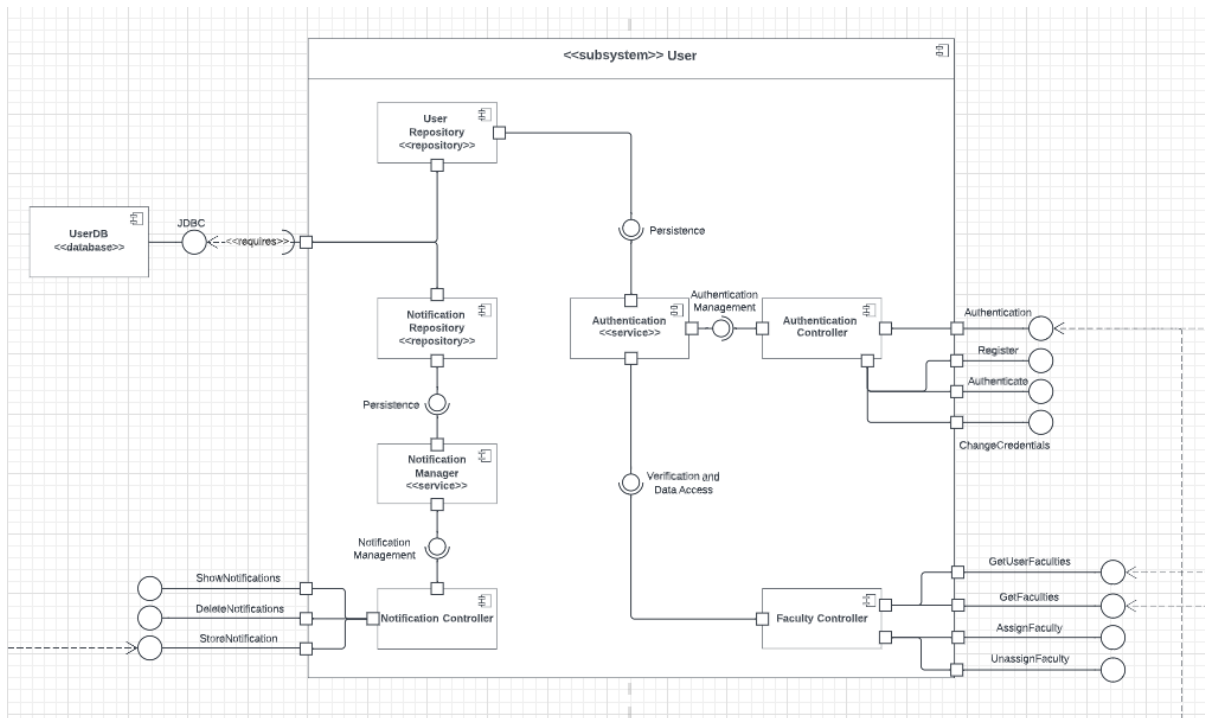 <<subsystem>> User
User
Repository
<<repository>>
UserDB
<<database>>
JDBC
<<requires>>
Persistence
Notification
Repository
<<repository>>
Authentication
<<service>>
Authentication
Management
Authentication
Controller
Authentication
Register
Authenticate
ChangeCredentials
Persistence
Notification
Manager
<<service>>
Verification and
Data Access
Notification
Management
ShowNotifications
DeleteNotifications
StoreNotification
Notification Controller
Faculty Controller
GetUserFaculties
GetFaculties
AssignFaculty
UnassignFaculty